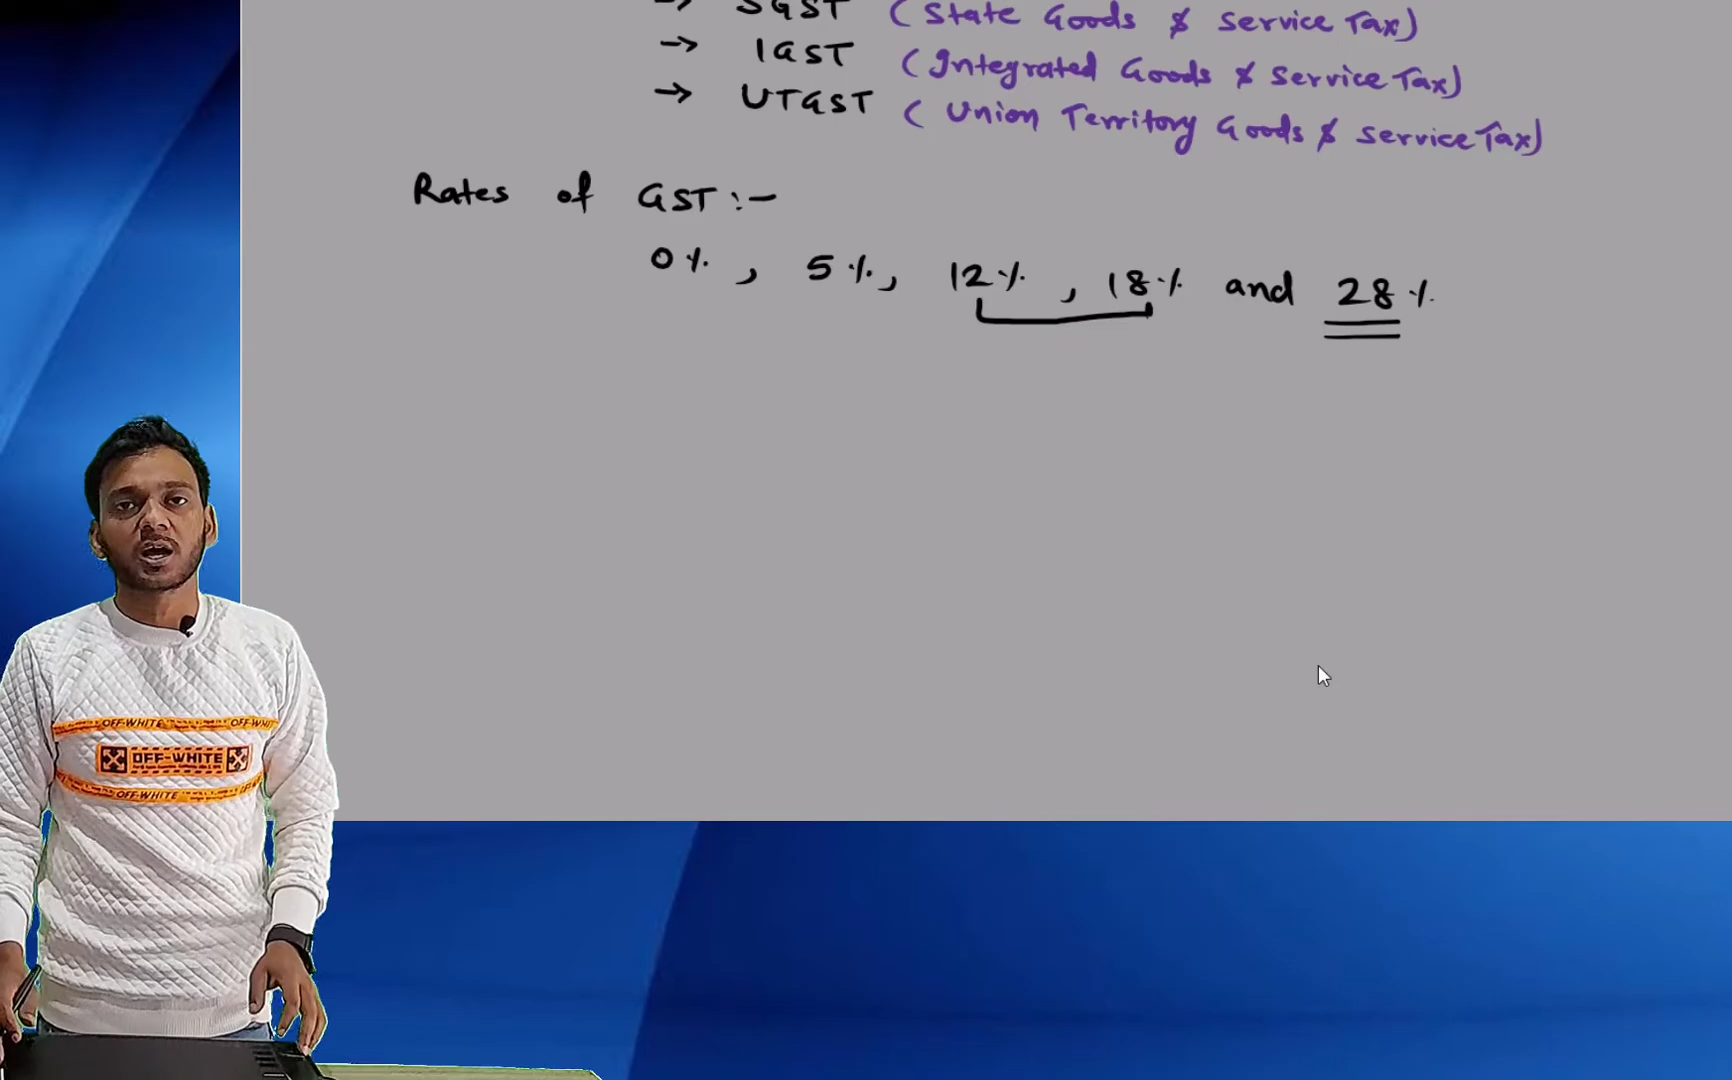 → SGST (State Goods & Service Tax)
→ IGST (Integrated Goods & Service Tax)
→ UTGST (Union Territory Goods & Service Tax)
Rates of GST :-
0%, 5%, 12%, 18% and 28%
OFF-WHITE OFF-WHIT
OFF-WHITE
OFF-WHITE